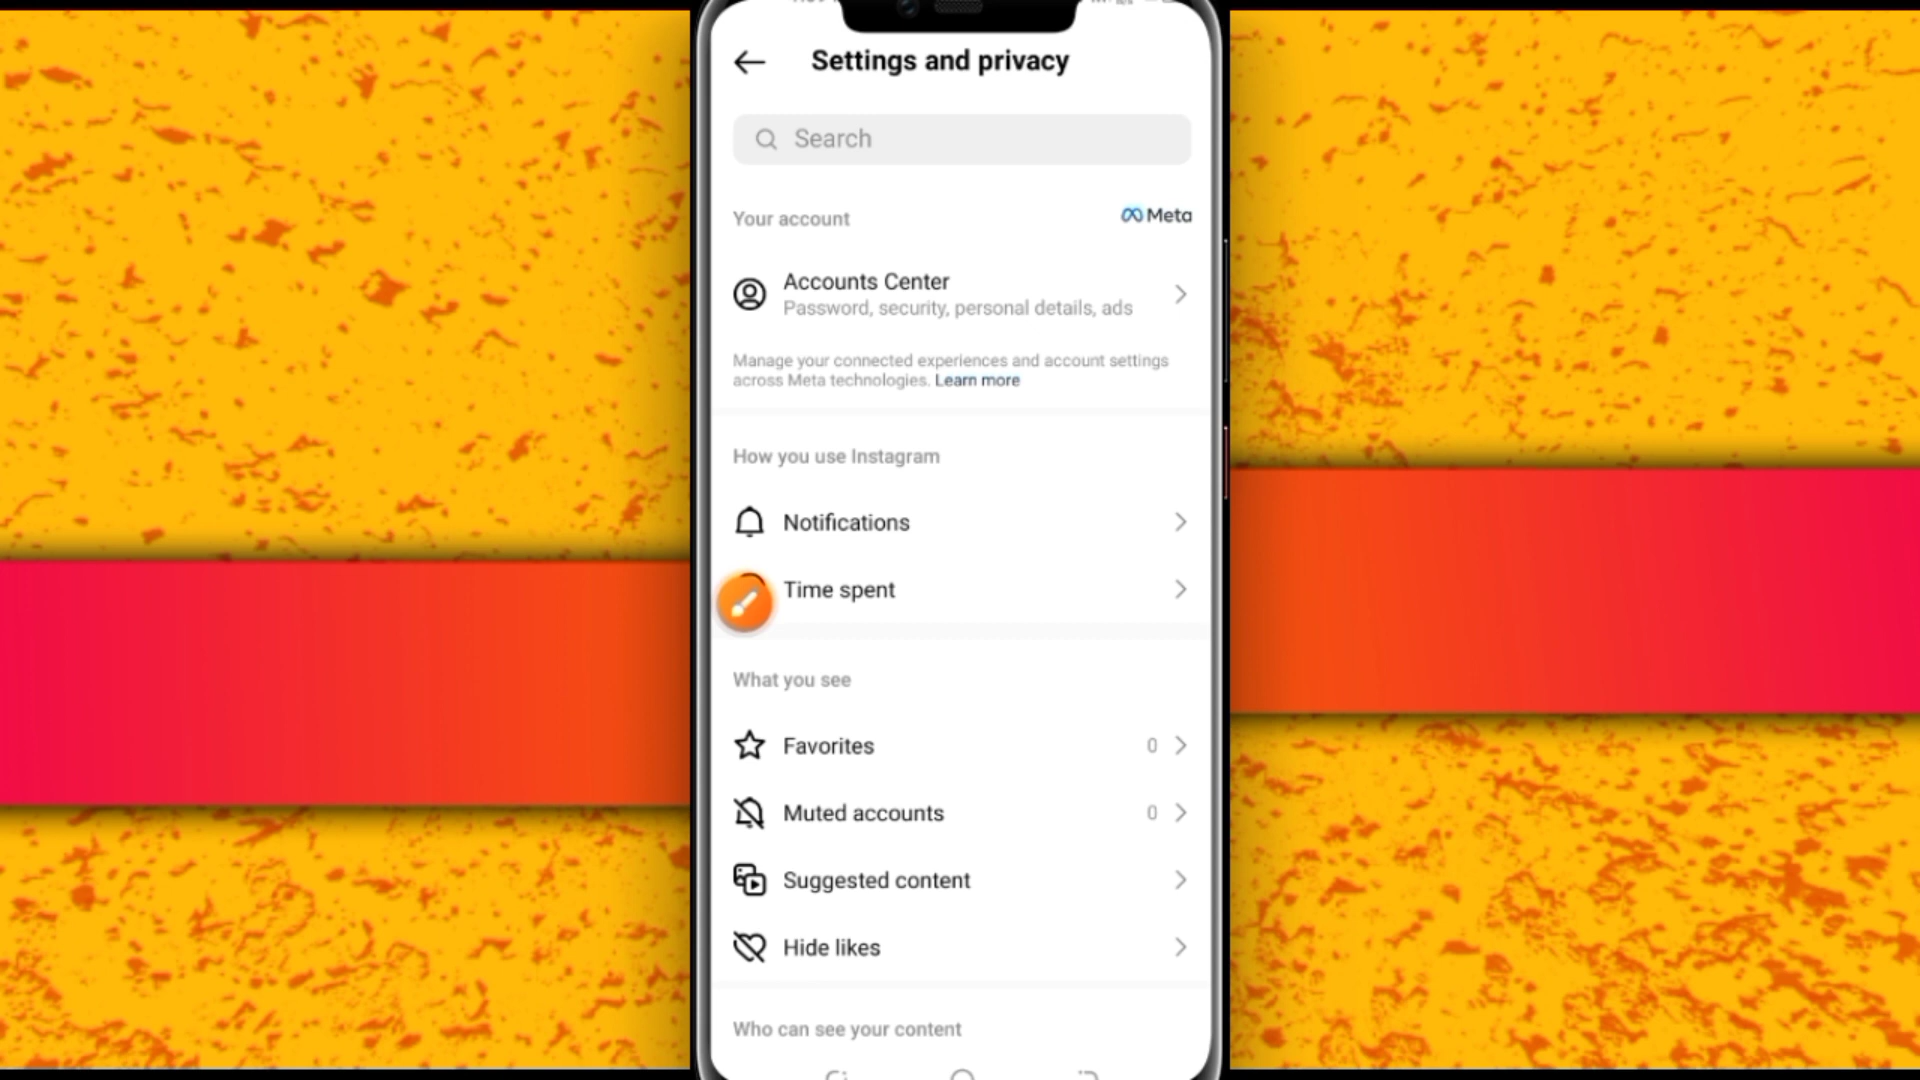 Settings and privacy
Search
Your account
Meta
Accounts Center
Password, security, personal details, ads
Manage your connected experiences and account settings
across Meta technologies. Learn more
How you use Instagram
Notifications
Time spent
What you see
Favorites 0
Muted accounts 0
Suggested content
Hide likes
Who can see your content